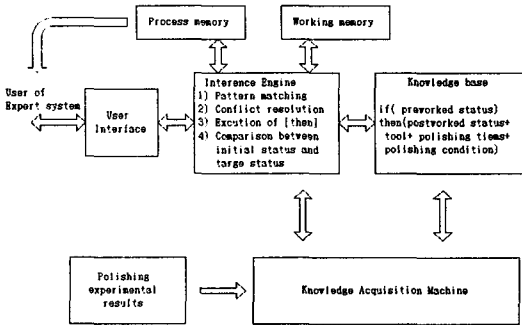 Process memory
Working memory
User of
Expert system
User
Interface
Inference Engine
1) Pattern matching
2) Conflict resolution
3) Excution of [then]
4) Comparison between
initial status and
targe status
Knowledge base
if( preworked status)
then(postworked status+
tool+ polishing tiems+
polishing condition)
Polishing
experimental
results
Knowledge Acquisition Machine